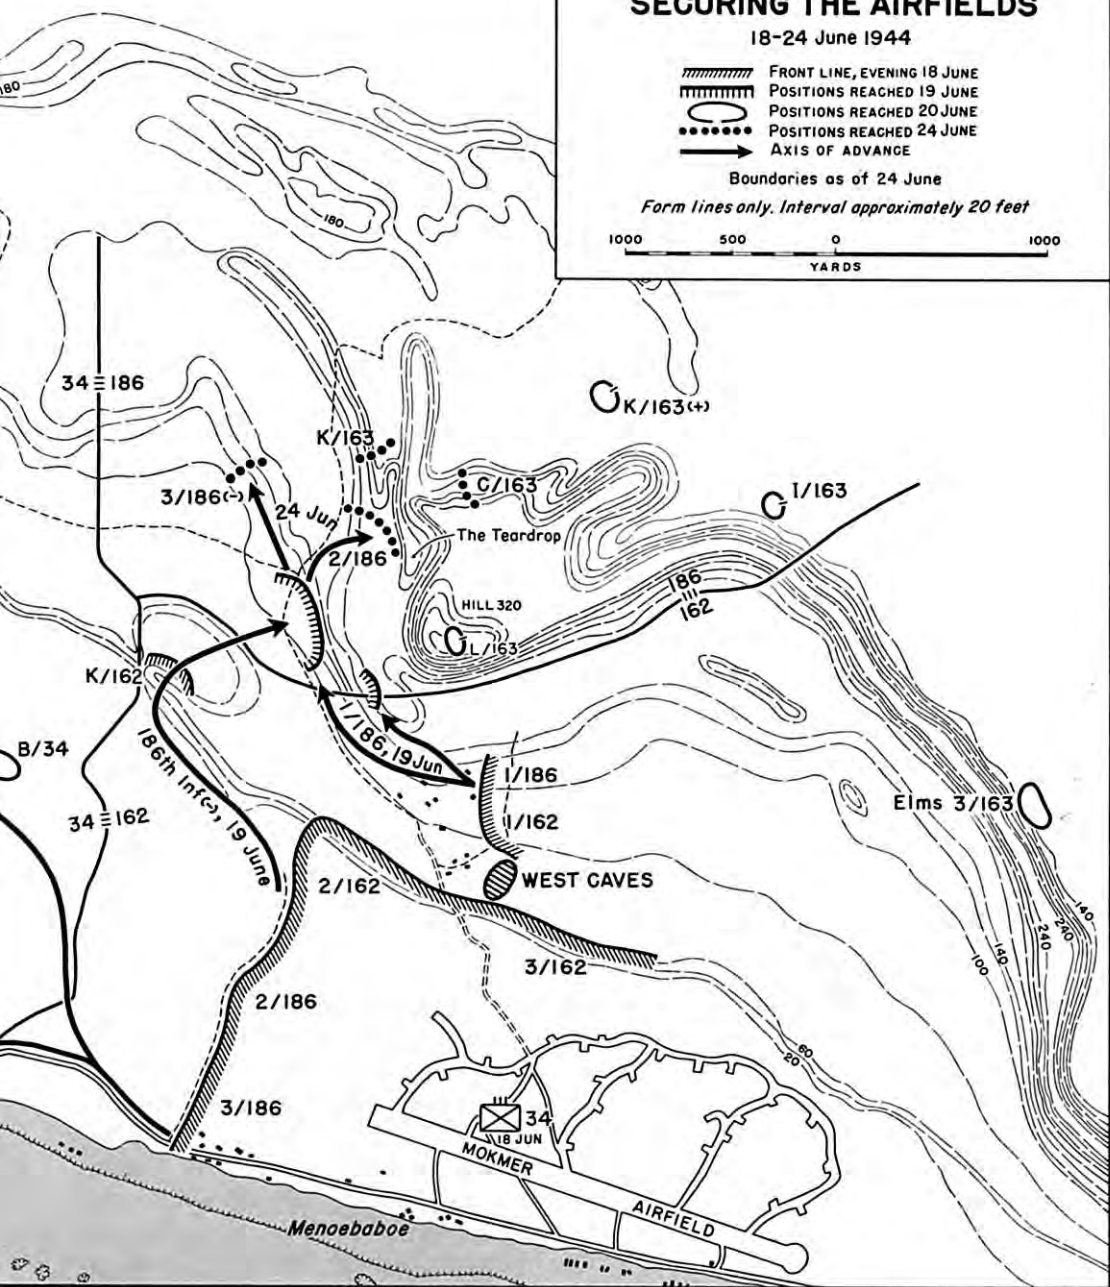 SECURING THE AIRFIELDS
18-24 June 1944
FRONT LINE, EVENING 18 JUNE
POSITIONS REACHED 19 JUNE
POSITIONS REACHED 20 JUNE
POSITIONS REACHED 24 JUNE
AXIS OF ADVANCE
Boundaries as of 24 June
Form lines only. Interval approximately 20 feet
1000 500 0 1000
YARDS
180
180
34 186
K/163(+)
K/163
3/186(-)
24 Jun
C/163
I/163
The Teardrop
2/186
186
162
HILL 320
L/163
K/162
1/186, 19 Jun
B/34
186th Inf(-), 19 June
1/186
34 162
1/162
Elms 3/163
WEST CAVES
2/162
140
240
240
140
100
3/162
2/186
60
20
3/186
34
18 JUN
MOKMER
AIRFIELD
Menoebaboe